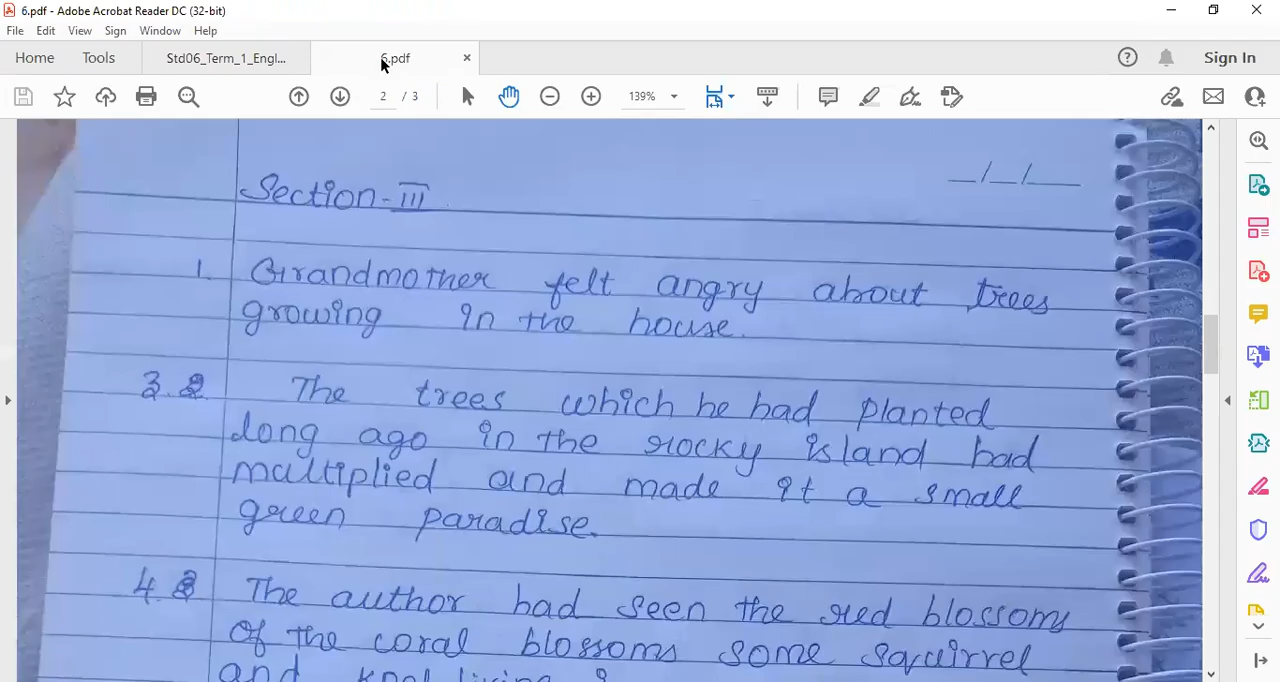 6.pdf - Adobe Acrobat Reader DC (32-bit)
File Edit View Sign Window Help
Home Tools Std06_Term_1_Engl... 6.pdf × Sign In
2 / 3 139%
_/_/_
Section-III
1. Grandmother felt angry about trees
growing in the house.
3. 2 The trees which he had planted
long ago in the rocky island had
multiplied and made it a small
green paradise.
4 3 The author had seen the red blossoms
of the coral blossoms some squirrel
and